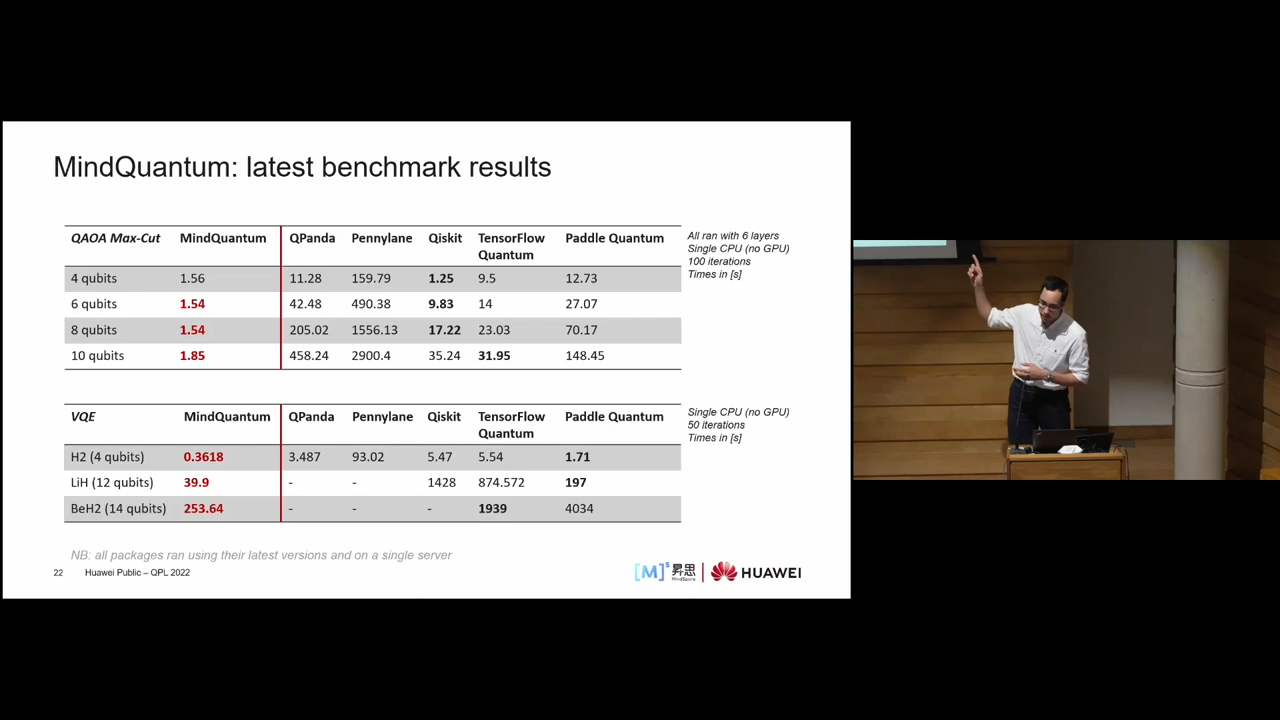 MindQuantum: latest benchmark results
QAOA Max-Cut MindQuantum QPanda Pennylane Qiskit TensorFlow Quantum Paddle Quantum
4 qubits 1.56 11.28 159.79 1.25 9.5 12.73
6 qubits 1.54 42.48 490.38 9.83 14 27.07
8 qubits 1.54 205.02 1556.13 17.22 23.03 70.17
10 qubits 1.85 458.24 2900.4 35.24 31.95 148.45
All ran with 6 layers
Single CPU (no GPU)
100 iterations
Times in [s]
VQE MindQuantum QPanda Pennylane Qiskit TensorFlow Quantum Paddle Quantum
H2 (4 qubits) 0.3618 3.487 93.02 5.47 5.54 1.71
LiH (12 qubits) 39.9 - - 1428 874.572 197
BeH2 (14 qubits) 253.64 - - - 1939 4034
Single CPU (no GPU)
50 iterations
Times in [s]
NB: all packages ran using their latest versions and on a single server
22 Huawei Public – QPL 2022
[M]s 昇思 MindSpore HUAWEI